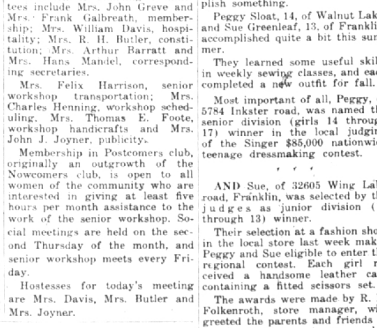 tees include Mrs. John Greve and
Mrs. Frank Galbreath, member-
ship; Mrs. William Davis, hospi-
tality; Mrs. R. H. Butler, consti-
tution; Mrs. Arthur Barratt and
Mrs. Hans Mandel, correspond-
ing secretaries.
Mrs. Felix Harrison, senior
workshop transportation; Mrs.
Charles Henning, workshop sched-
uling, Mrs. Thomas E. Foote,
workshop handicrafts and Mrs.
John J. Joyner, publicity.
Membership in Postcomers club,
originally an outgrowth of the
Nowcomers club, is open to all
women of the community who are
interested in giving at least five
hours per month assistance to the
work of the senior workshop. So-
cial meetings are held on the sec-
ond Thursday of the month, and
senior workshop meets every Fri-
day.
Hostesses for today's meeting
are Mrs. Davis, Mrs. Butler and
Mrs. Joyner.
plish something.
Peggy Sloat, 14, of Walnut Lak
and Sue Greenleaf, 13, of Frankli
accomplished quite a bit this sum
mer.
They learned some useful skil
in weekly sewing classes, and eac
completed a new outfit for fall.
Most important of all, Peggy,
5784 Inkster road, was named th
senior division (girls 14 throug
17) winner in the local judgin
of the Singer $85,000 nationwi
teenage dressmaking contest.
AND Sue, of 32605 Wing La
road, Franklin, was selected by t
judges as junior division (
through 13) winner.
Their selection at a fashion sho
in the local store last week mak
Peggy and Sue eligible to enter t
regional contest. Each girl r
ceived a handsome leather ca
containing a fitted scissors set.
The awards were made by R.
Folkenroth, store manager, w
greeted the parents and friends